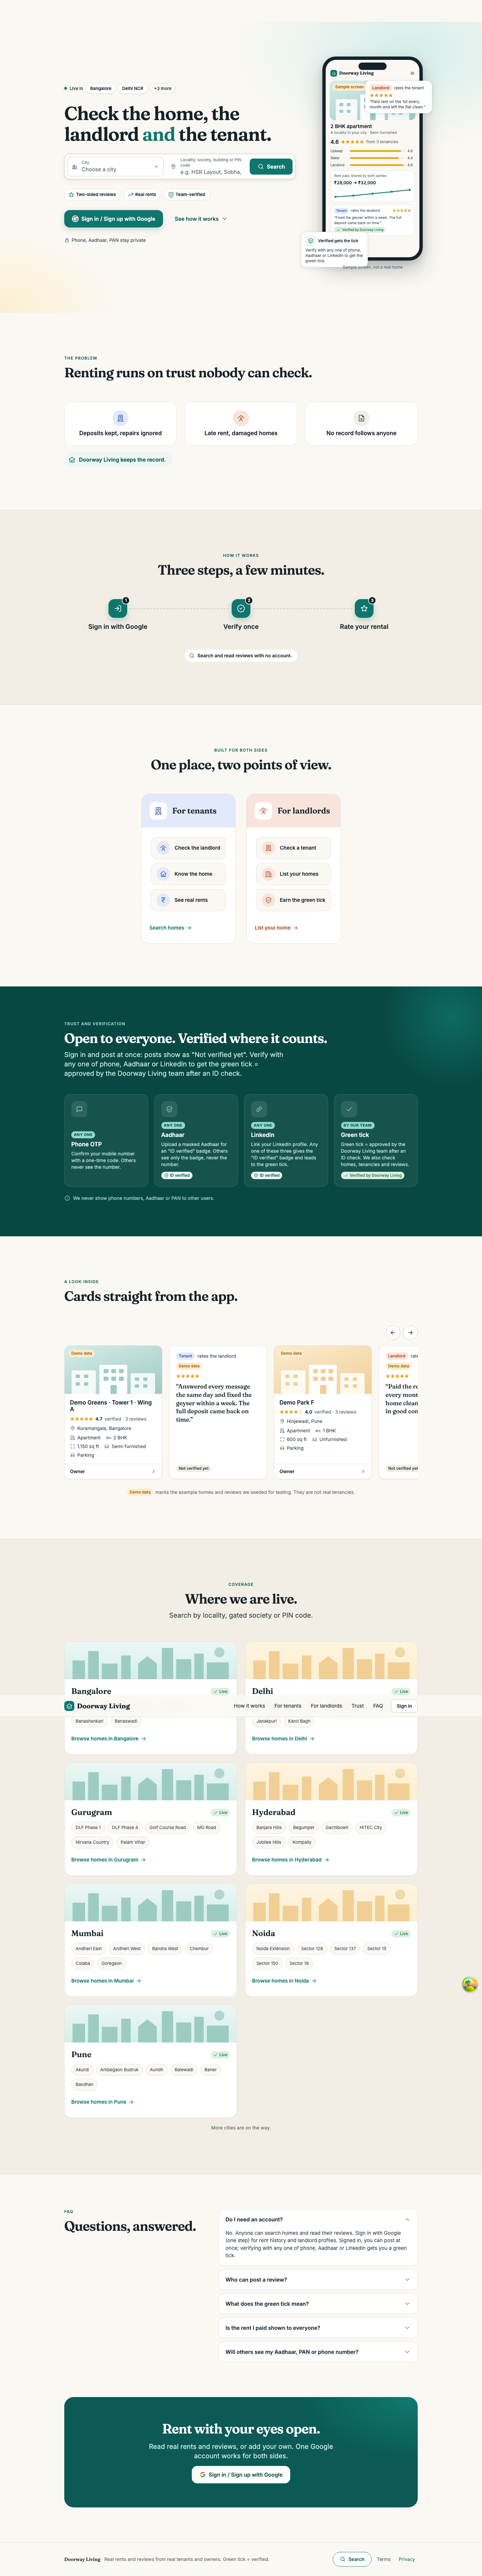 Live in Bangalore Delhi NCR +3 more
Check the home, the
landlord and the tenant.
City
Choose a city
Locality, society, building or PIN
code
e.g. HSR Layout, Sobha,
Search
Two-sided reviews Real rents Team-verified
Sign in / Sign up with Google See how it works
Phone, Aadhaar, PAN stay private
Doorway Living
Sample screen
Landlord rates the tenant
"Paid rent on the 1st every
month and left the flat clean."
2 BHK apartment
A locality in your city · Semi-furnished
4.6 from 3 tenancies
Upkeep
Water
Landlord
Rent paid, shared by both parties
₹28,000 → ₹32,000
Tenant rates the landlord
"Fixed the geyser within a week. The
full deposit came back on time."
Verified by Doorway Living
Verified gets the tick
Verify with any one of phone,
Aadhaar or LinkedIn to get the
green tick.
Sample screen, not a real home
THE PROBLEM
Renting runs on trust nobody can check.
Deposits kept, repairs ignored
Late rent, damaged homes
No record follows anyone
Doorway Living keeps the record.
HOW IT WORKS
Three steps, a few minutes.
1
2
3
Sign in with Google
Verify once
Rate your rental
Search and read reviews with no account.
BUILT FOR BOTH SIDES
One place, two points of view.
For tenants
Check the landlord
Know the home
See real rents
Search homes →
For landlords
Check a tenant
List your homes
Earn the green tick
List your home →
TRUST AND VERIFICATION
Open to everyone. Verified where it counts.
Sign in and post at once: posts show as "Not verified yet". Verify with
any one of phone, Aadhaar or LinkedIn to get the green tick =
approved by the Doorway Living team after an ID check.
ANY ONE
Phone OTP
Confirm your mobile number
with a one-time code. Others
never see the number.
ANY ONE
Aadhaar
Upload a masked Aadhaar for
an "ID verified" badge. Others
see only the badge, never the
number.
ID verified
ANY ONE
LinkedIn
Link your LinkedIn profile. Any
one of these three gives the
"ID verified" badge and leads
to the green tick.
ID verified
BY OUR TEAM
Green tick
Green tick = approved by the
Doorway Living team after an
ID check. We also check
homes, tenancies and reviews.
Verified by Doorway Living
We never show phone numbers, Aadhaar or PAN to other users.
A LOOK INSIDE
Cards straight from the app.
Demo data
Demo Greens · Tower 1 · Wing
A
4.7 verified · 3 reviews
Koramangala, Bangalore
Apartment 2 BHK
1,150 sq ft Semi-furnished
Parking
Owner
Tenant rates the landlord
Demo data
"Answered every message
the same day and fixed the
geyser within a week. The
full deposit came back on
time."
Not verified yet
Demo data
Demo Park F
4.0 verified · 3 reviews
Hinjewadi, Pune
Apartment 1 BHK
600 sq ft Unfurnished
Parking
Owner
Landlord rate
Demo data
"Paid the re
every mont
home clean
in good con
Not verified yet
Demo data marks the example homes and reviews we seeded for testing. They are not real tenancies.
COVERAGE
Where we are live.
Search by locality, gated society or PIN code.
Bangalore
Live
Delhi
Live
Doorway Living How it works For tenants For landlords Trust FAQ Sign in
Banashankari Banaswadi
Browse homes in Bangalore →
Janakpuri Karol Bagh
Browse homes in Delhi →
Gurugram
Live
DLF Phase 1 DLF Phase 4 Golf Course Road MG Road
Nirvana Country Palam Vihar
Browse homes in Gurugram →
Hyderabad
Live
Banjara Hills Begumpet Gachibowli HITEC City
Jubilee Hills Kompally
Browse homes in Hyderabad →
Mumbai
Live
Andheri East Andheri West Bandra West Chembur
Colaba Goregaon
Browse homes in Mumbai →
Noida
Live
Noida Extension Sector 128 Sector 137 Sector 15
Sector 150 Sector 18
Browse homes in Noida →
Pune
Live
Akurdi Ambegaon Budruk Aundh Balewadi Baner
Bavdhan
Browse homes in Pune →
More cities are on the way.
FAQ
Questions, answered.
Do I need an account?
No. Anyone can search homes and read their reviews. Sign in with Google
(one step) for rent history and landlord profiles. Signed in, you can post at
once; verifying with any one of phone, Aadhaar or LinkedIn gets you a green
tick.
Who can post a review?
What does the green tick mean?
Is the rent I paid shown to everyone?
Will others see my Aadhaar, PAN or phone number?
Rent with your eyes open.
Read real rents and reviews, or add your own. One Google
account works for both sides.
Sign in / Sign up with Google
Doorway Living · Real rents and reviews from real tenants and owners. Green tick = verified.
Search Terms Privacy